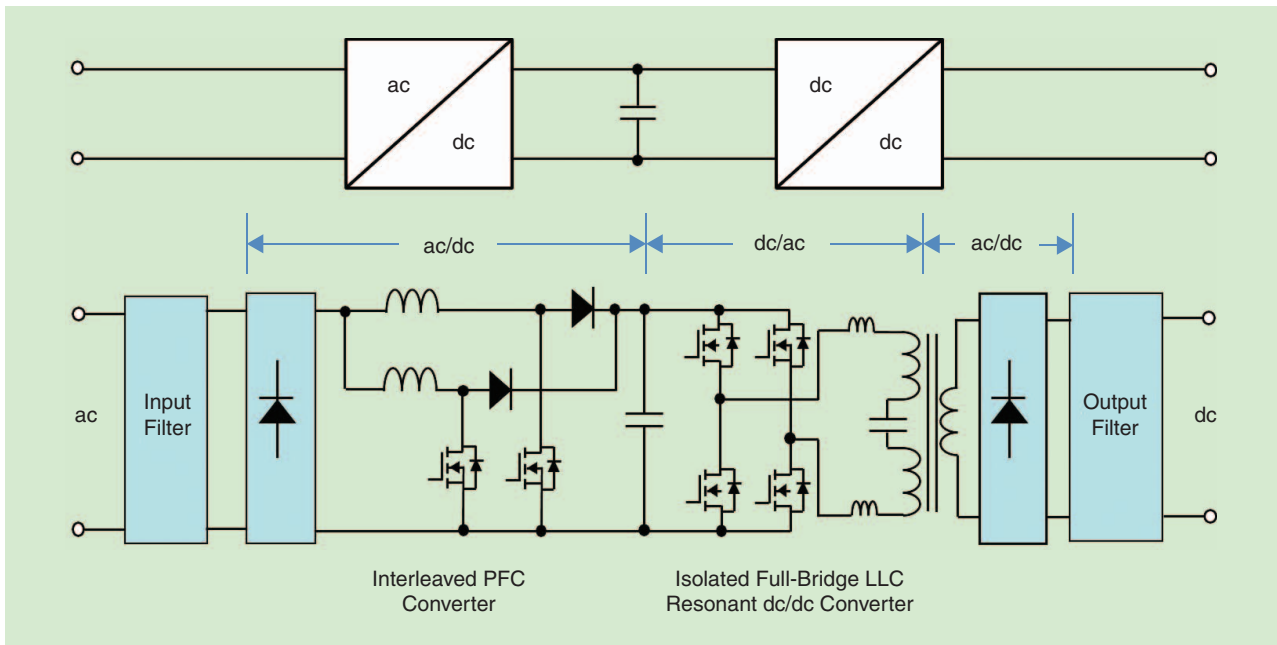 ac
dc
dc
dc
ac/dc
dc/ac
ac/dc
ac
Input
Filter
Output
Filter
dc
Interleaved PFC
Converter
Isolated Full-Bridge LLC
Resonant dc/dc Converter